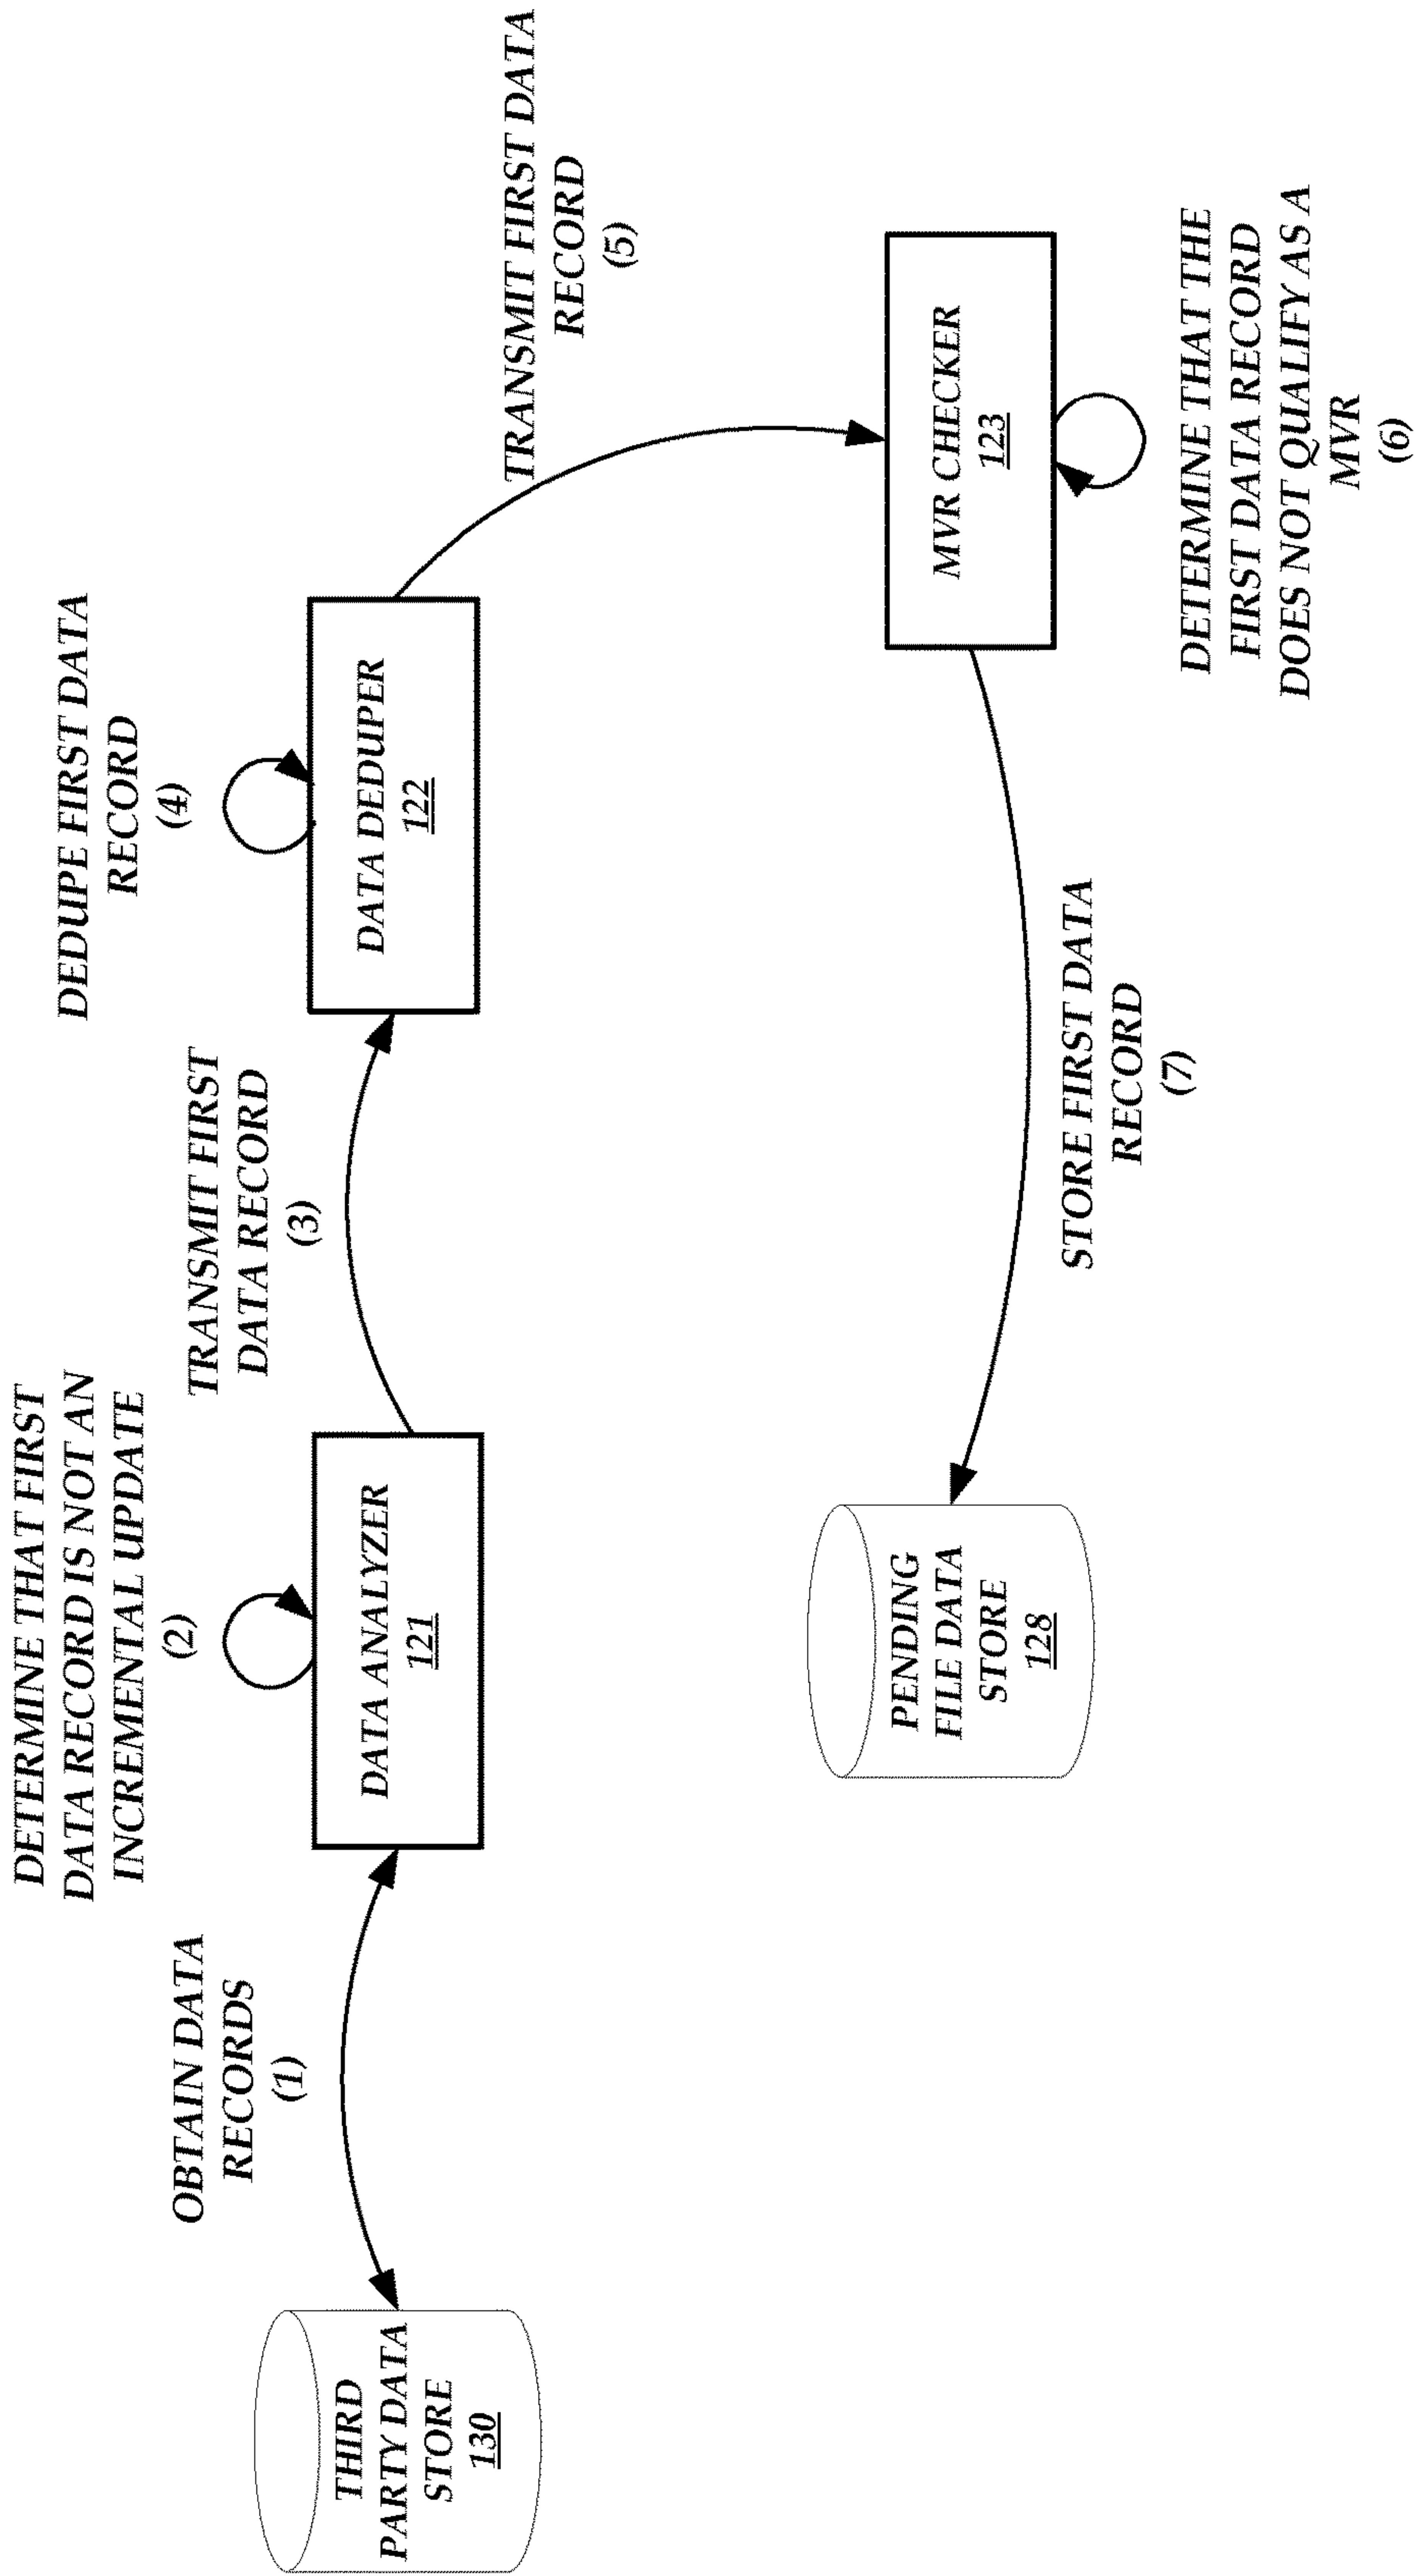 OBTAIN DATA
RECORDS
(1)
DETERMINE THAT FIRST
DATA RECORD IS NOT AN
INCREMENTAL UPDATE
(2)
TRANSMIT FIRST
DATA RECORD
(3)
DEDUPE FIRST DATA
RECORD
(4)
TRANSMIT FIRST DATA
RECORD
(5)
THIRD
PARTY DATA
STORE
130
DATA ANALYZER
121
DATA DEDUPER
122
MVR CHECKER
123
DETERMINE THAT THE
FIRST DATA RECORD
DOES NOT QUALIFY AS A
MVR
(6)
STORE FIRST DATA
RECORD
(7)
PENDING
FILE DATA
STORE
128